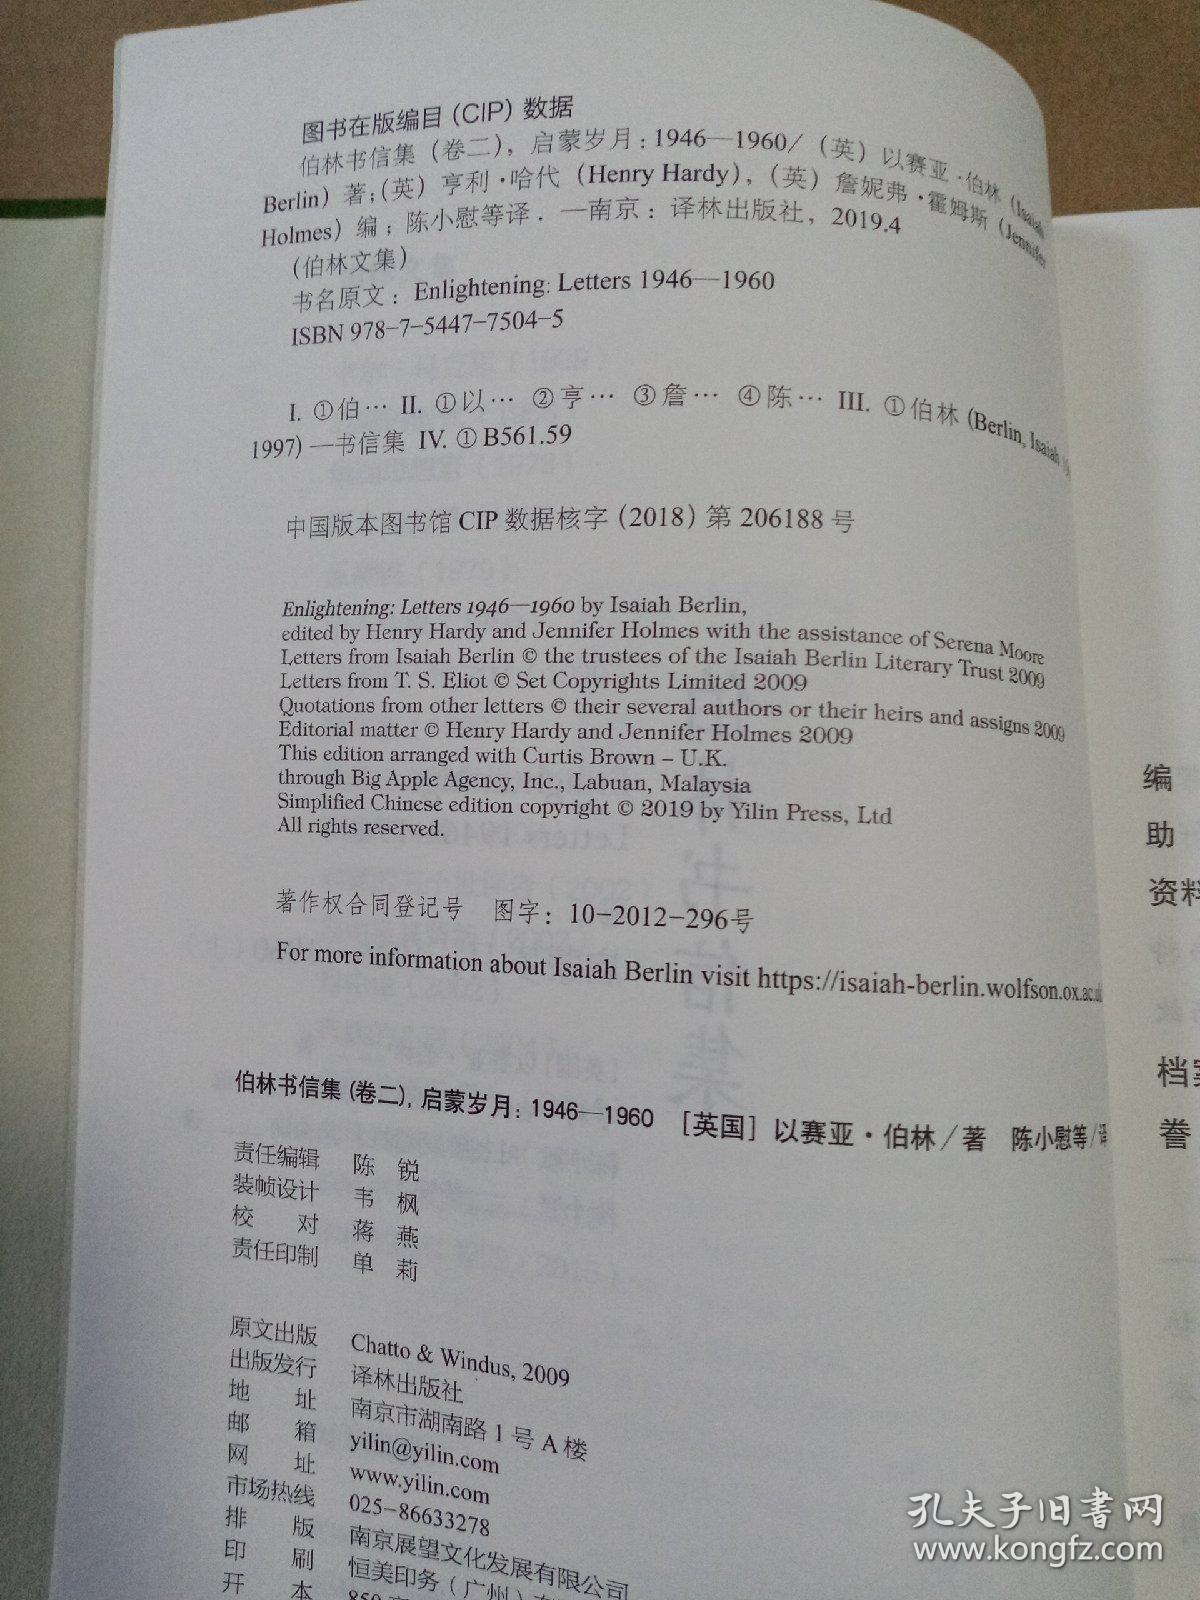 图书在版编目（CIP）数据
伯林书信集（卷二），启蒙岁月：1946—1960/（英）以赛亚·伯林（Isaiah
Berlin）著；（英）亨利·哈代（Henry Hardy），（英）詹妮弗·霍姆斯（Jennifer
Holmes）编；陈小慰等译．—南京：译林出版社，2019.4
（伯林文集）
书名原文：Enlightening: Letters 1946—1960
ISBN 978-7-5447-7504-5
I. ①伯… II. ①以… ②亨… ③詹… ④陈… III. ①伯林（Berlin, Isaiah
1997）—书信集 IV. ①B561.59
中国版本图书馆CIP数据核字（2018）第206188号
Enlightening: Letters 1946—1960 by Isaiah Berlin,
edited by Henry Hardy and Jennifer Holmes with the assistance of Serena Moore
Letters from Isaiah Berlin © the trustees of the Isaiah Berlin Literary Trust 2009
Letters from T. S. Eliot © Set Copyrights Limited 2009
Quotations from other letters © their several authors or their heirs and assigns 2009
Editorial matter © Henry Hardy and Jennifer Holmes 2009
This edition arranged with Curtis Brown – U.K.
through Big Apple Agency, Inc., Labuan, Malaysia
Simplified Chinese edition copyright © 2019 by Yilin Press, Ltd
All rights reserved.
著作权合同登记号 图字：10-2012-296号
For more information about Isaiah Berlin visit https://isaiah-berlin.wolfson.ox.ac.uk
伯林书信集（卷二），启蒙岁月：1946—1960 ［英国］以赛亚·伯林／著 陈小慰等／译
责任编辑 陈 锐
装帧设计 韦 枫
校 对 蒋 燕
责任印制 单 莉
原文出版 Chatto & Windus, 2009
出版发行 译林出版社
地 址 南京市湖南路1号A楼
邮 箱 yilin@yilin.com
网 址 www.yilin.com
市场热线 025-86633278
排 版 南京展望文化发展有限公司
印 刷 恒美印务（广州）有限公司
开 本 850
编
助
资料
档案
誊
孔夫子旧书网
www.kongfz.com